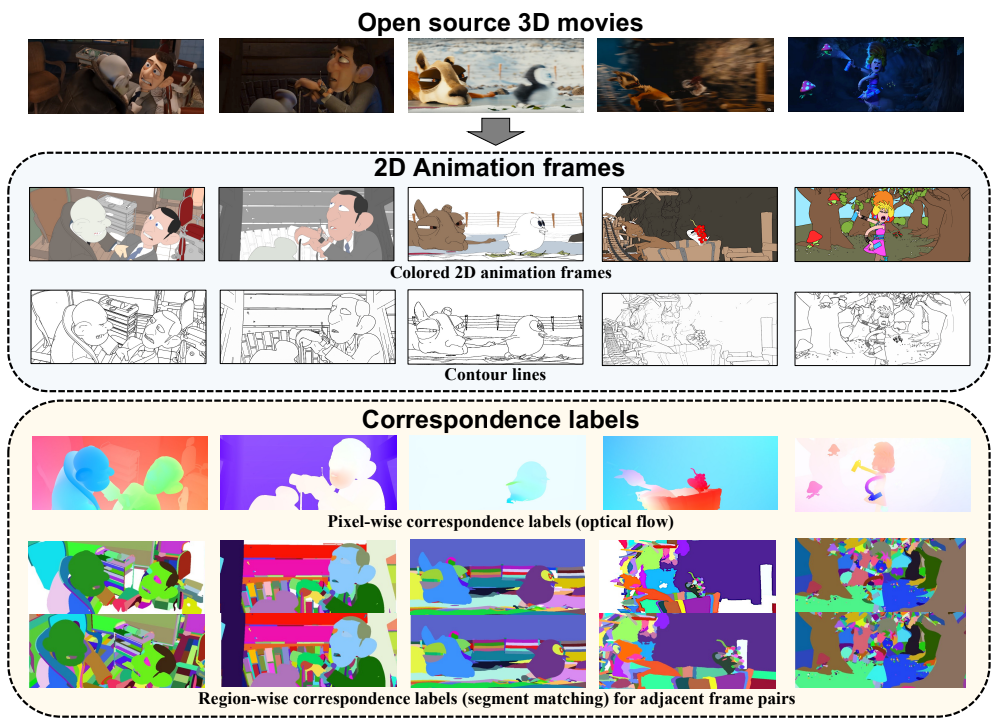 Open source 3D movies
2D Animation frames
Colored 2D animation frames
Contour lines
Correspondence labels
Pixel-wise correspondence labels (optical flow)
Region-wise correspondence labels (segment matching) for adjacent frame pairs